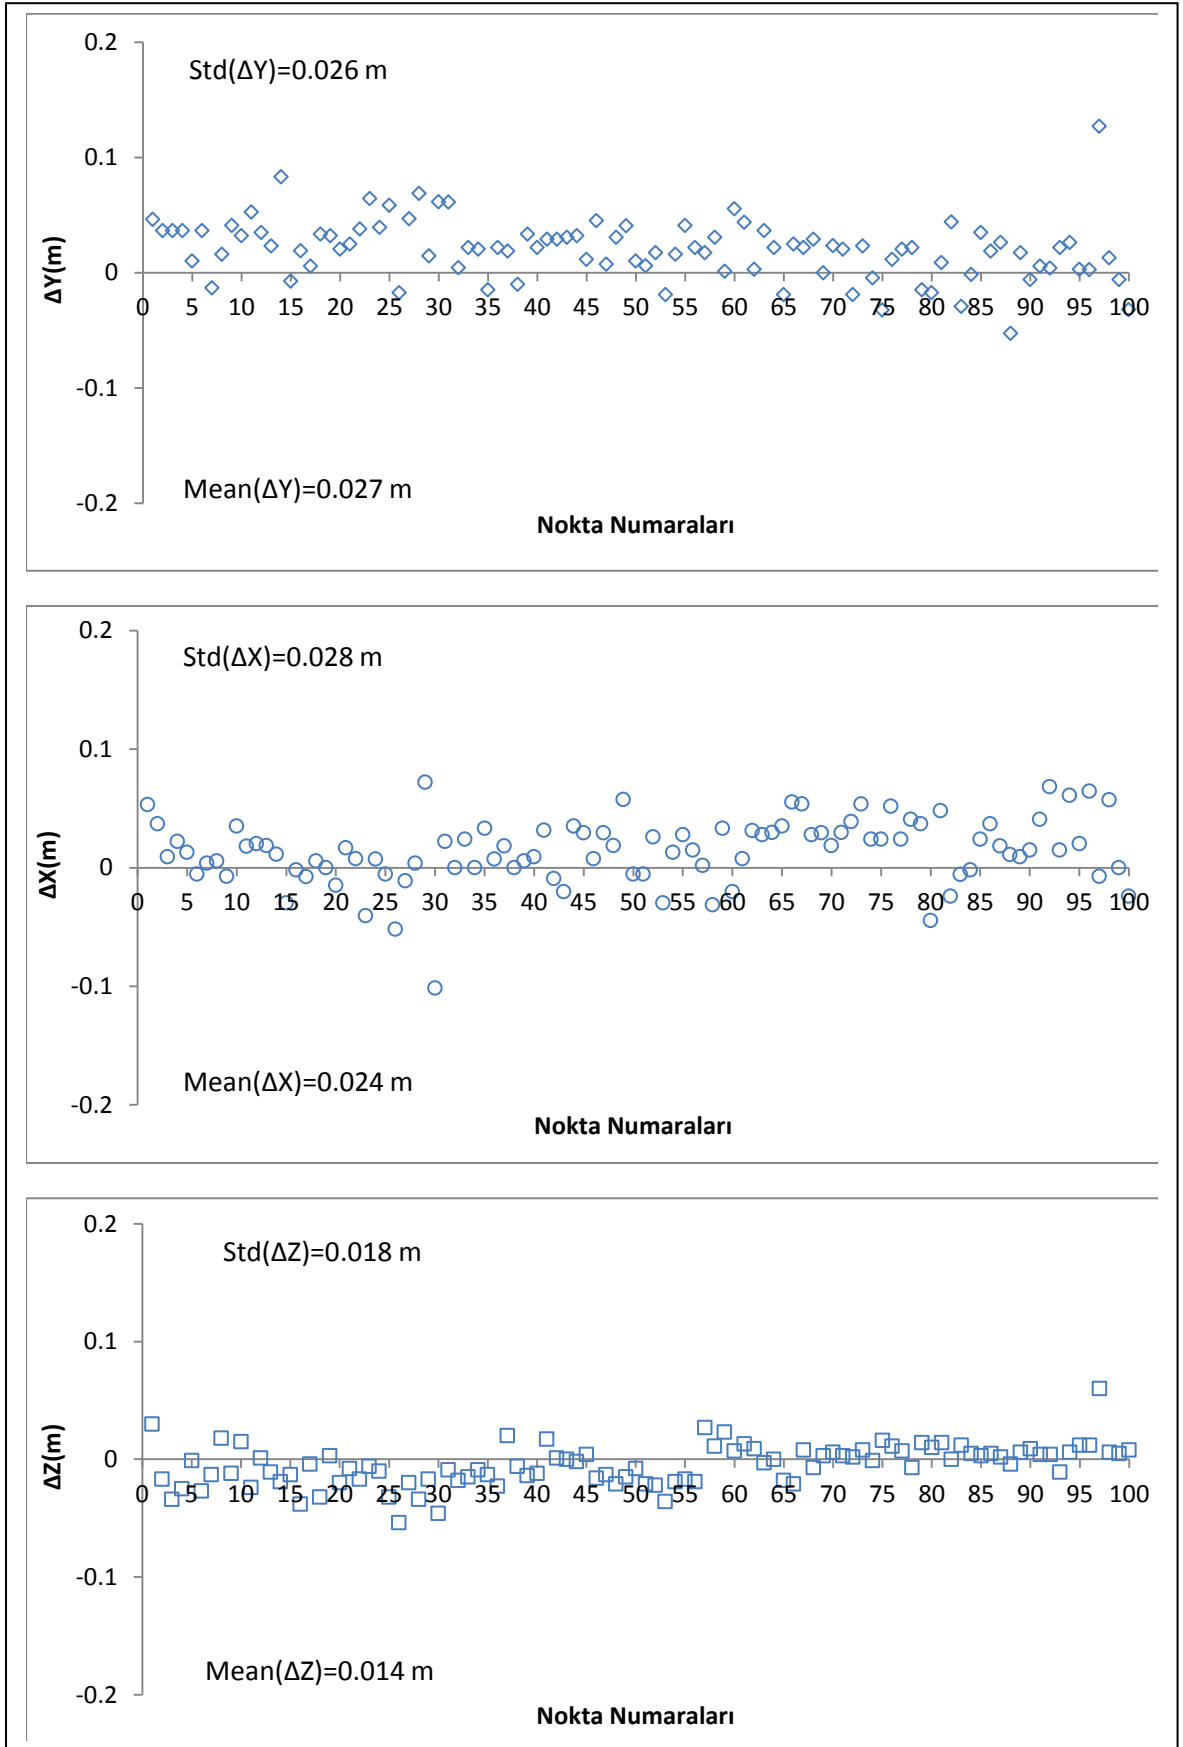 0.2
Std(ΔY)=0.026 m
0.1
ΔY(m)
0
0 5 10 15 20 25 30 35 40 45 50 55 60 65 70 75 80 85 90 95 100
-0.1
Mean(ΔY)=0.027 m
-0.2
Nokta Numaraları
0.2
Std(ΔX)=0.028 m
0.1
ΔX(m)
0
0 5 10 15 20 25 30 35 40 45 50 55 60 65 70 75 80 85 90 95 100
-0.1
Mean(ΔX)=0.024 m
-0.2
Nokta Numaraları
0.2
Std(ΔZ)=0.018 m
0.1
ΔZ(m)
0
0 5 10 15 20 25 30 35 40 45 50 55 60 65 70 75 80 85 90 95 100
-0.1
Mean(ΔZ)=0.014 m
-0.2
Nokta Numaraları